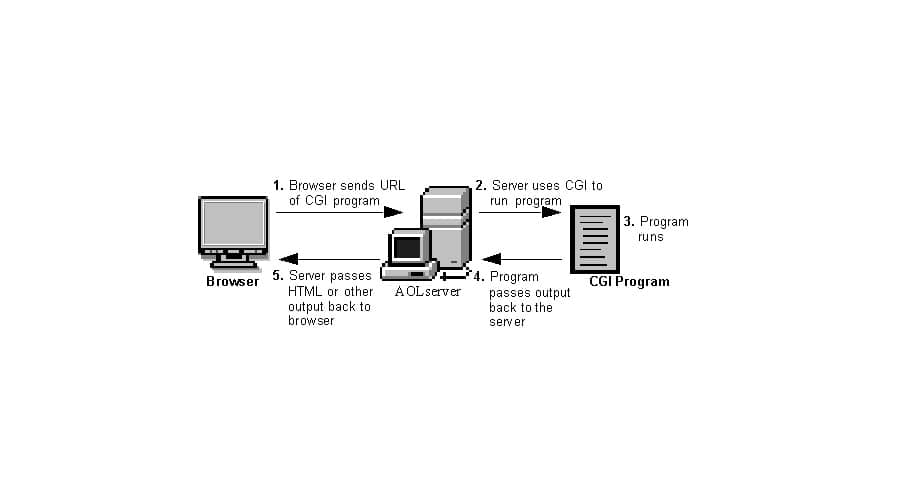 1. Browser sends URL
of CGI program
2. Server uses CGI to
run program
3. Program
runs
Browser
5. Server passes
HTML or other
output back to
browser
AOLserver
4. Program
passes output
back to the
server
CGI Program